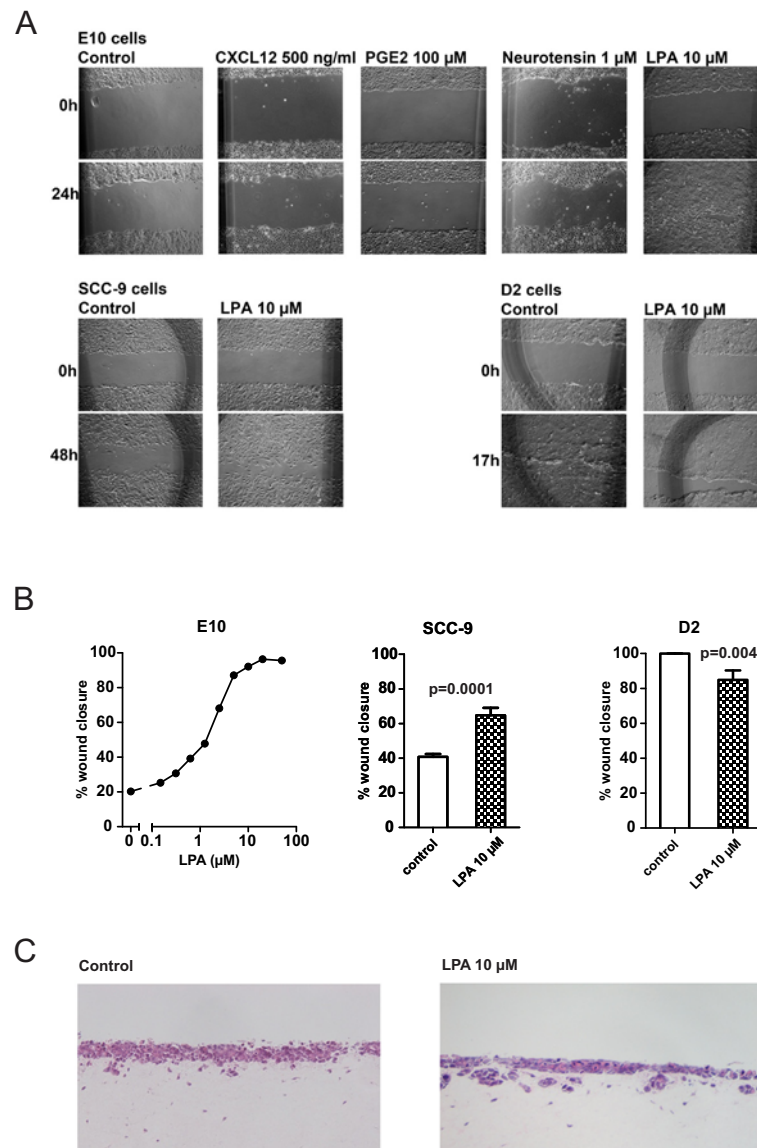 A
E10 cells
Control CXCL12 500 ng/ml PGE2 100 µM Neurotensin 1 µM LPA 10 µM
0h
24h
SCC-9 cells
Control LPA 10 µM
D2 cells
Control LPA 10 µM
0h
48h
0h
17h
B
E10
% wound closure
100
80
60
40
20
0
0 0.1 1 10 100
LPA (µM)
SCC-9
% wound closure
100
80
60
40
20
0
p=0.0001
control
LPA 10 µM
D2
% wound closure
100
80
60
40
20
0
p=0.004
control
LPA 10 µM
C
Control
LPA 10 µM